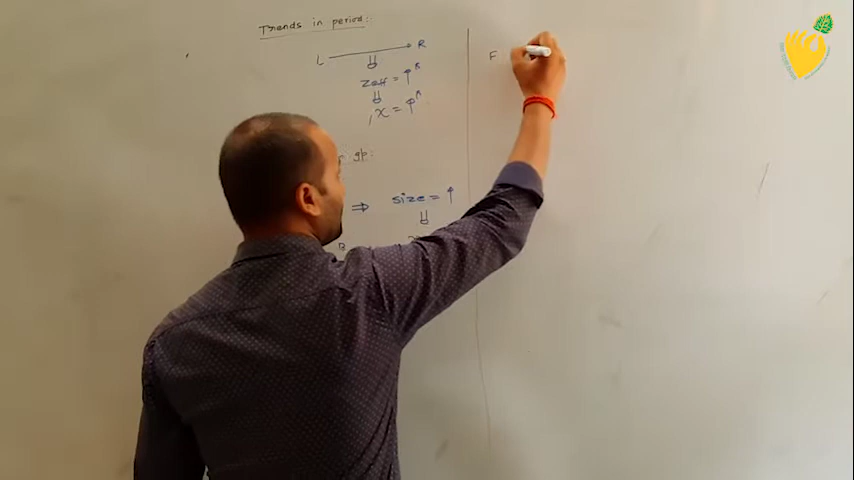 Trends in period:
L → R
⇓
Zeff = ↑
⇓
X = ↑
gp:
⇒ size = ↑
⇓
B
F